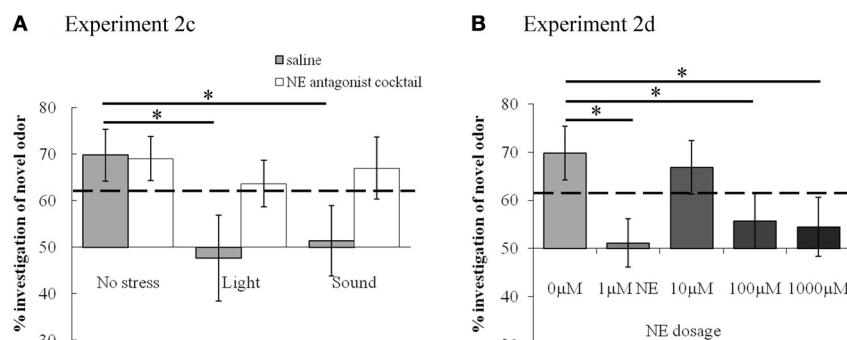 A Experiment 2c
saline
NE antagonist cocktail
*
*
% investigation of novel odor
80
70
60
50
40
30
No stress Light Sound
B Experiment 2d
*
*
*
% investigation of novel odor
80
70
60
50
40
30
0µM 1µM NE 10µM 100µM 1000µM
NE dosage